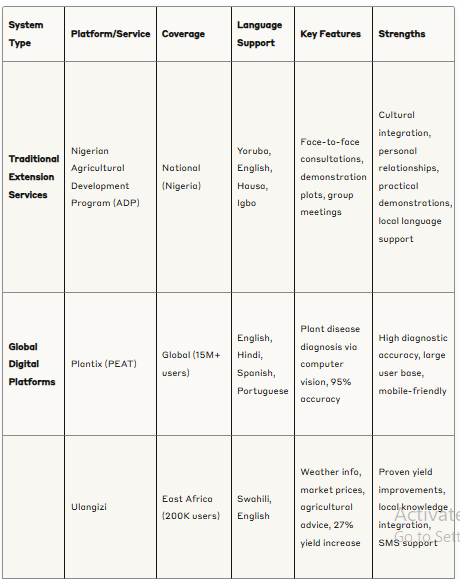 System
Type
Platform/Service
Coverage
Language
Support
Key Features
Strengths
Traditional
Extension
Services
Nigerian
Agricultural
Development
Program (ADP)
National
(Nigeria)
Yoruba,
English,
Hausa,
Igbo
Face-to-face
consultations,
demonstration
plots, group
meetings
Cultural
integration,
personal
relationships,
practical
demonstrations,
local language
support
Global
Digital
Platforms
Plantix (PEAT)
Global (15M+
users)
English,
Hindi,
Spanish,
Portuguese
Plant disease
diagnosis via
computer
vision, 95%
accuracy
High diagnostic
accuracy, large
user base,
mobile-friendly
Ulangizi
East Africa
(200K users)
Swahili,
English
Weather info,
market prices,
agricultural
advice, 27%
yield increase
Proven yield
improvements,
local knowledge
integration,
SMS support
Activate
Go to Sett